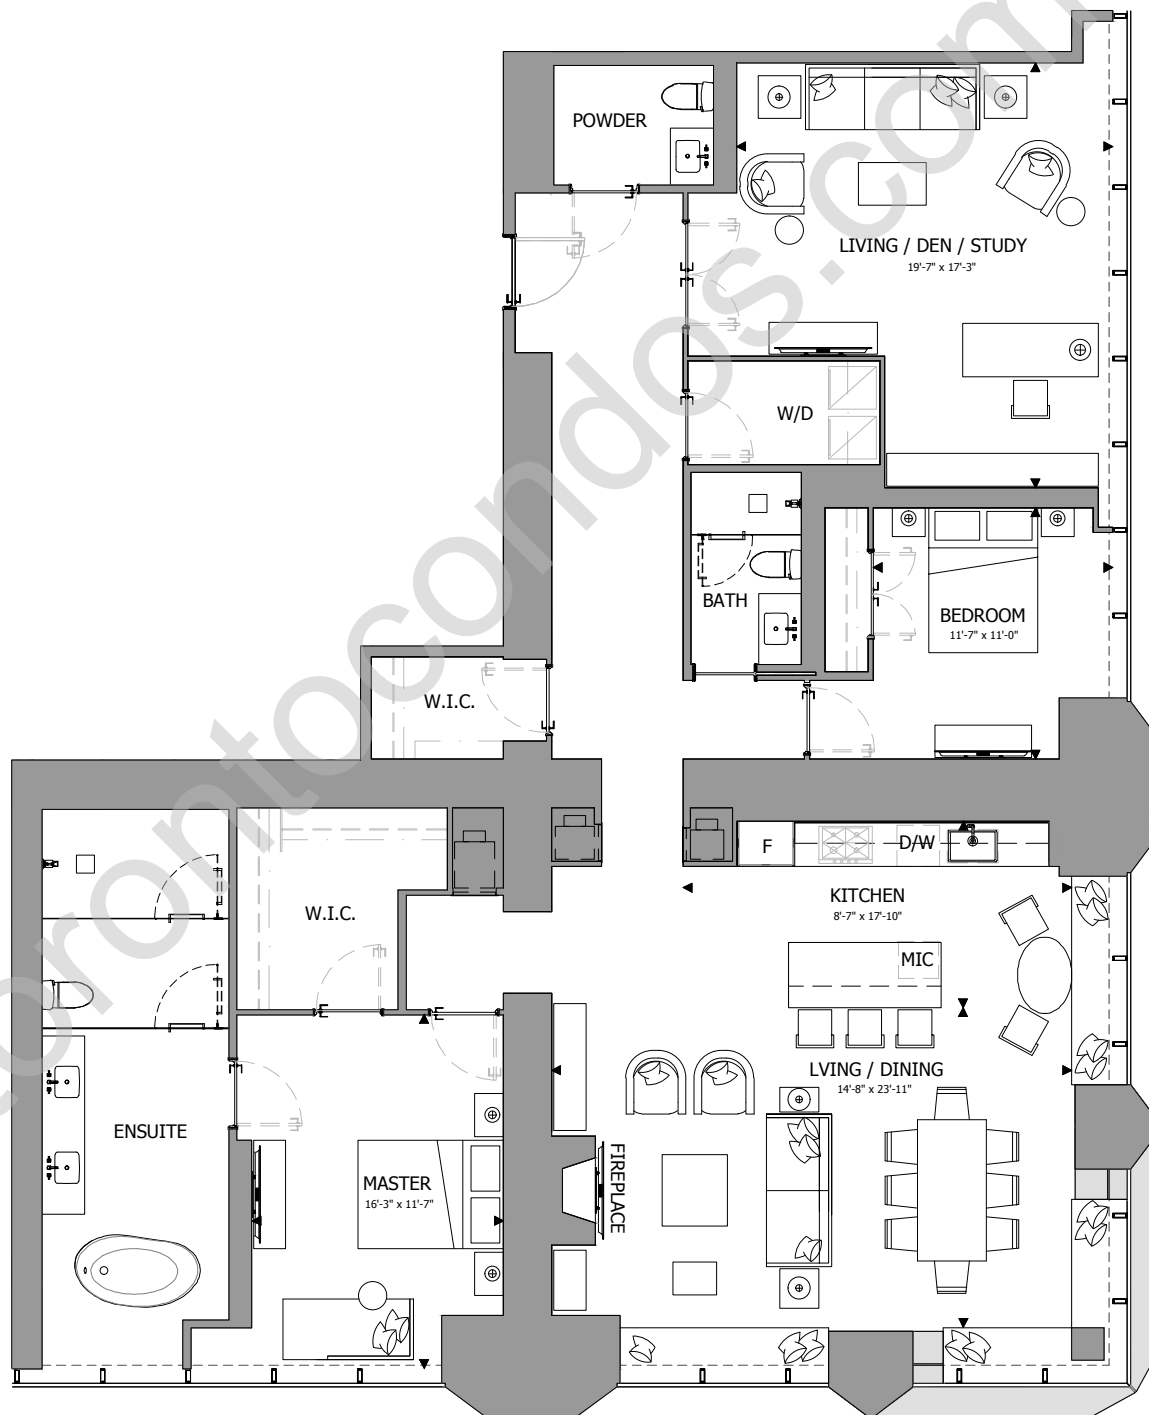 POWDER
LIVING / DEN / STUDY
19'-7" x 17'-3"
W/D
BATH
BEDROOM
11'-7" x 11'-0"
W.I.C.
F
D/W
KITCHEN
8'-7" x 17'-10"
W.I.C.
MIC
LVING / DINING
14'-8" x 23'-11"
ENSUITE
MASTER
16'-3" x 11'-7"
FIREPLACE
torontocondos.com